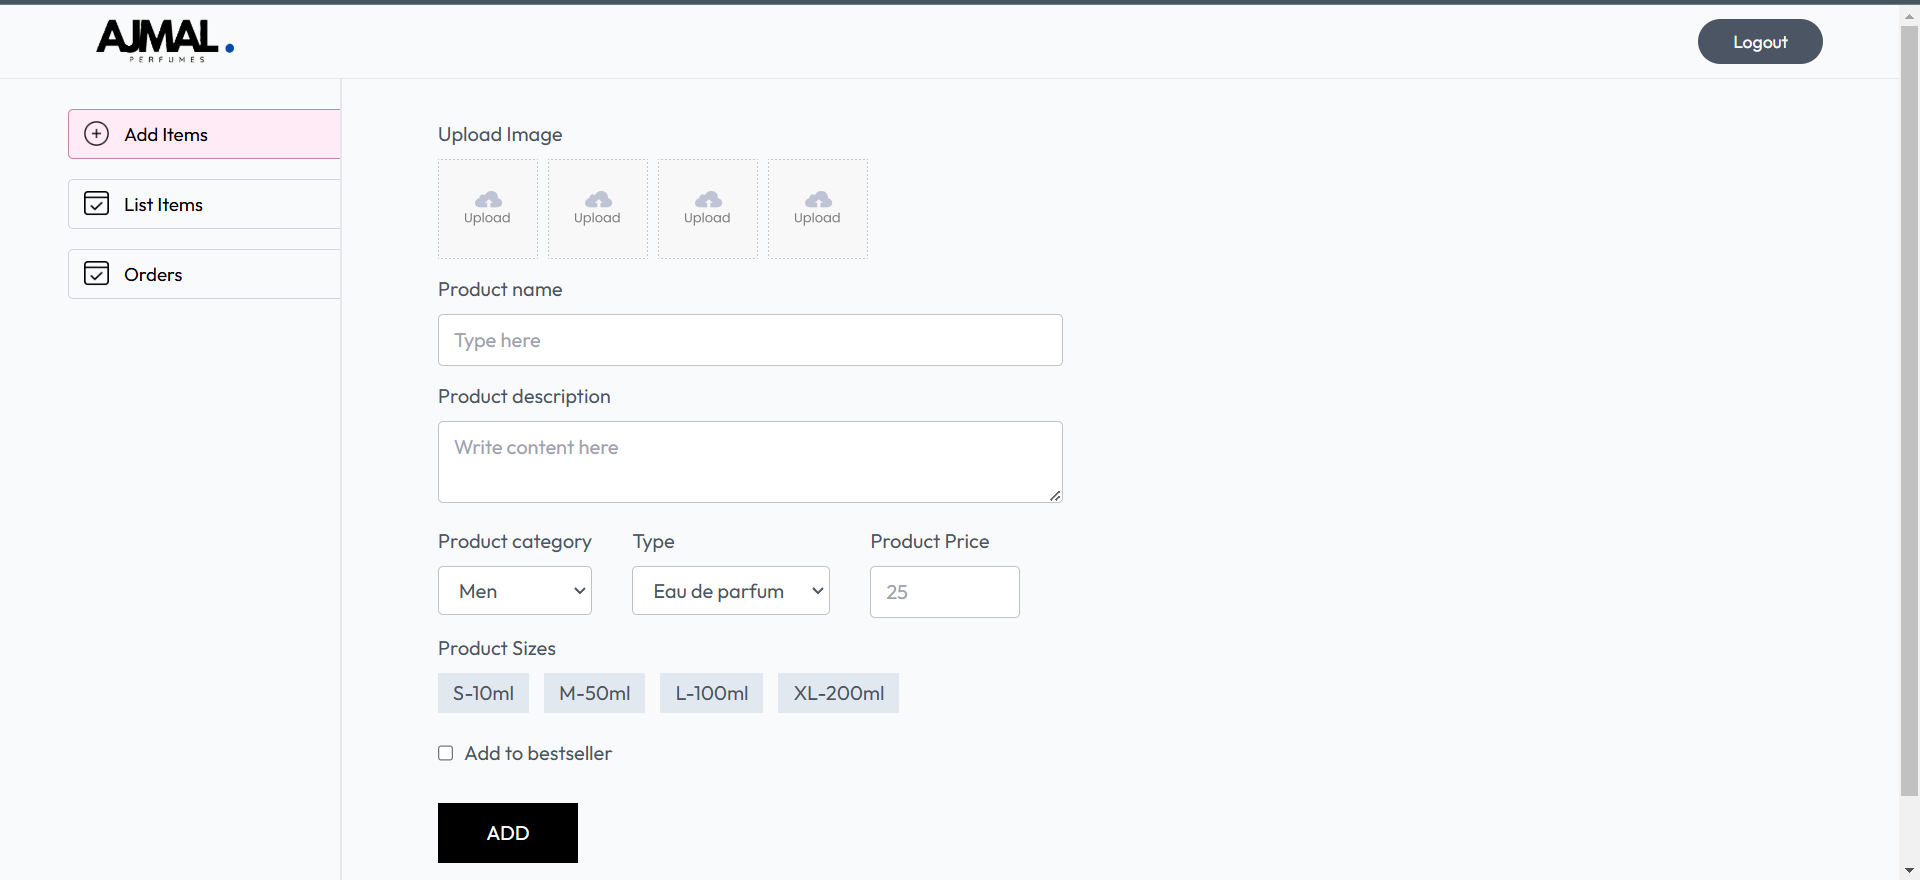 AJMAL
PERFUMES
Logout
Add Items
List Items
Orders
Upload Image
Upload Upload Upload Upload
Product name
Type here
Product description
Write content here
Product category Type Product Price
Men Eau de parfum 25
Product Sizes
S-10ml M-50ml L-100ml XL-200ml
Add to bestseller
ADD